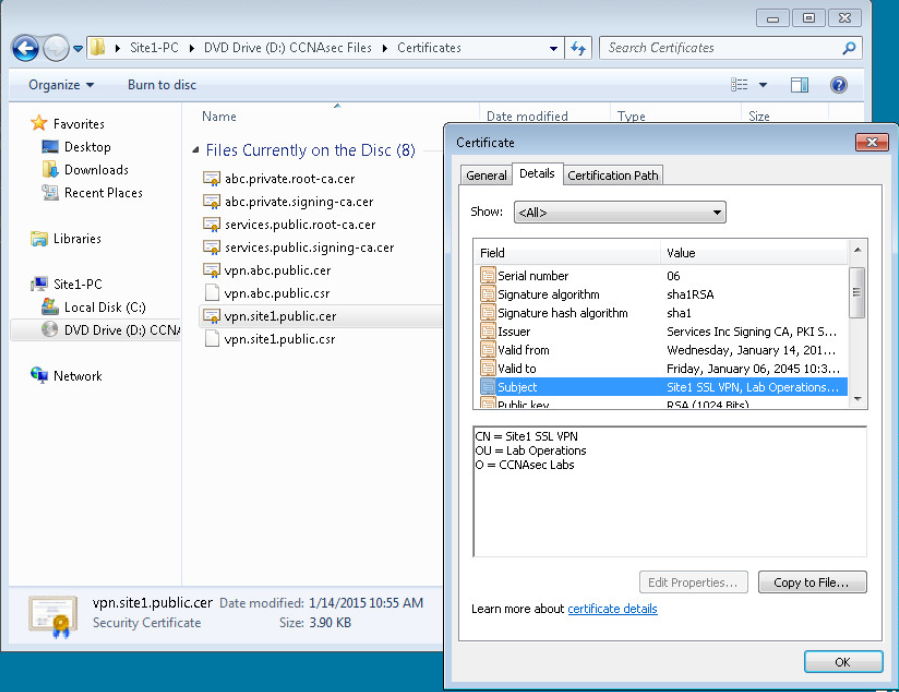 Site1-PC ▸ DVD Drive (D:) CCNAsec Files ▸ Certificates
Search Certificates
Organize
Burn to disc
Favorites
Desktop
Downloads
Recent Places
Libraries
Site1-PC
Local Disk (C:)
DVD Drive (D:) CCNA
Network
Name
Date modified
Type
Size
Files Currently on the Disc (8)
abc.private.root-ca.cer
abc.private.signing-ca.cer
services.public.root-ca.cer
services.public.signing-ca.cer
vpn.abc.public.cer
vpn.abc.public.csr
vpn.site1.public.cer
vpn.site1.public.csr
vpn.site1.public.cer Date modified: 1/14/2015 10:55 AM
Security Certificate Size: 3.90 KB
Certificate
General Details Certification Path
Show: <All>
Field Value
Serial number 06
Signature algorithm sha1RSA
Signature hash algorithm sha1
Issuer Services Inc Signing CA, PKI S...
Valid from Wednesday, January 14, 201...
Valid to Friday, January 06, 2045 10:3...
Subject Site1 SSL VPN, Lab Operations...
Public key RSA (1024 Bits)
CN = Site1 SSL VPN
OU = Lab Operations
O = CCNAsec Labs
Edit Properties... Copy to File...
Learn more about certificate details
OK